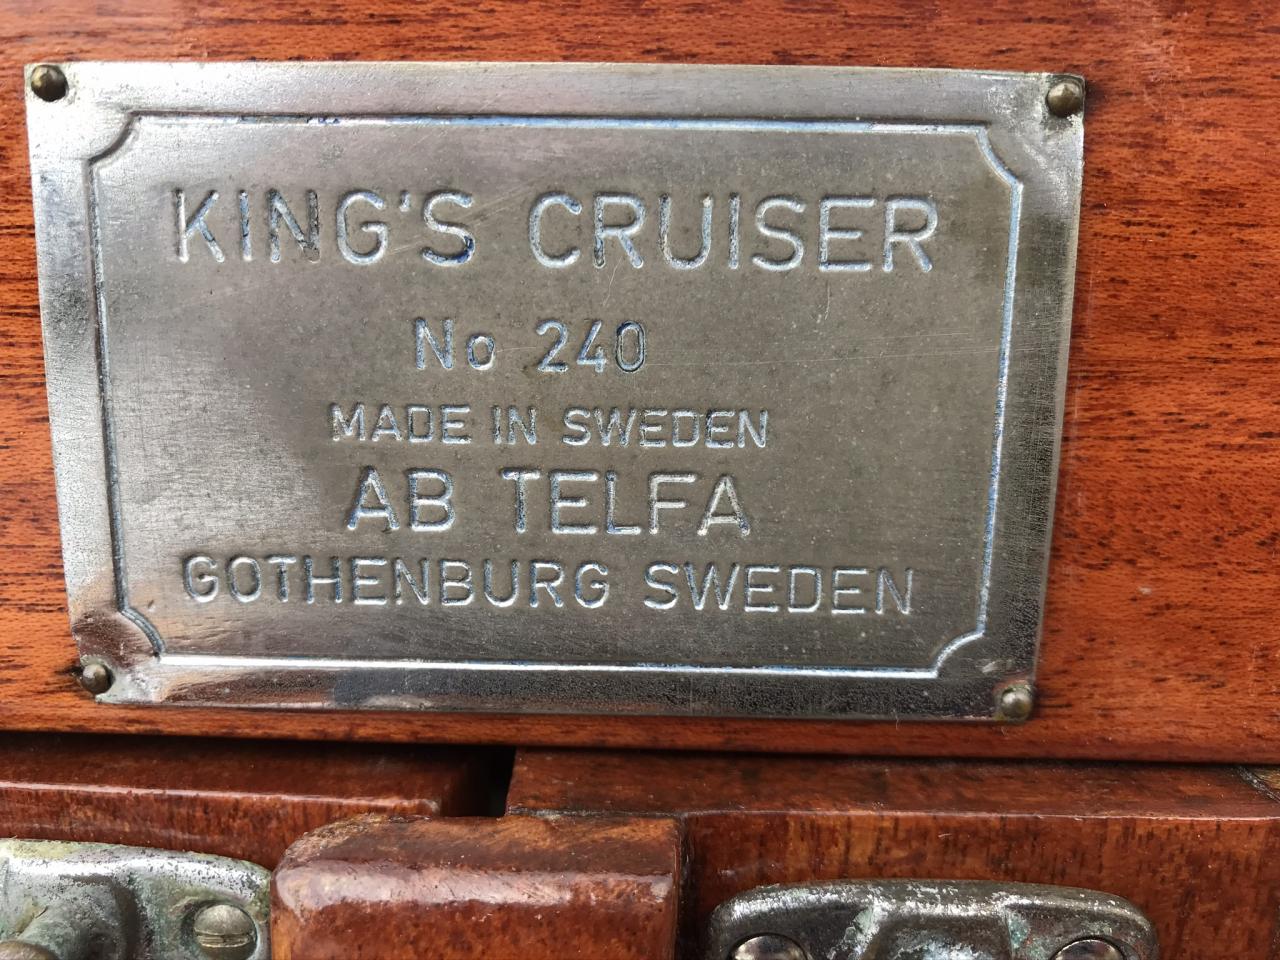 KING'S CRUISER
No 240
MADE IN SWEDEN
AB TELFA
GOTHENBURG SWEDEN